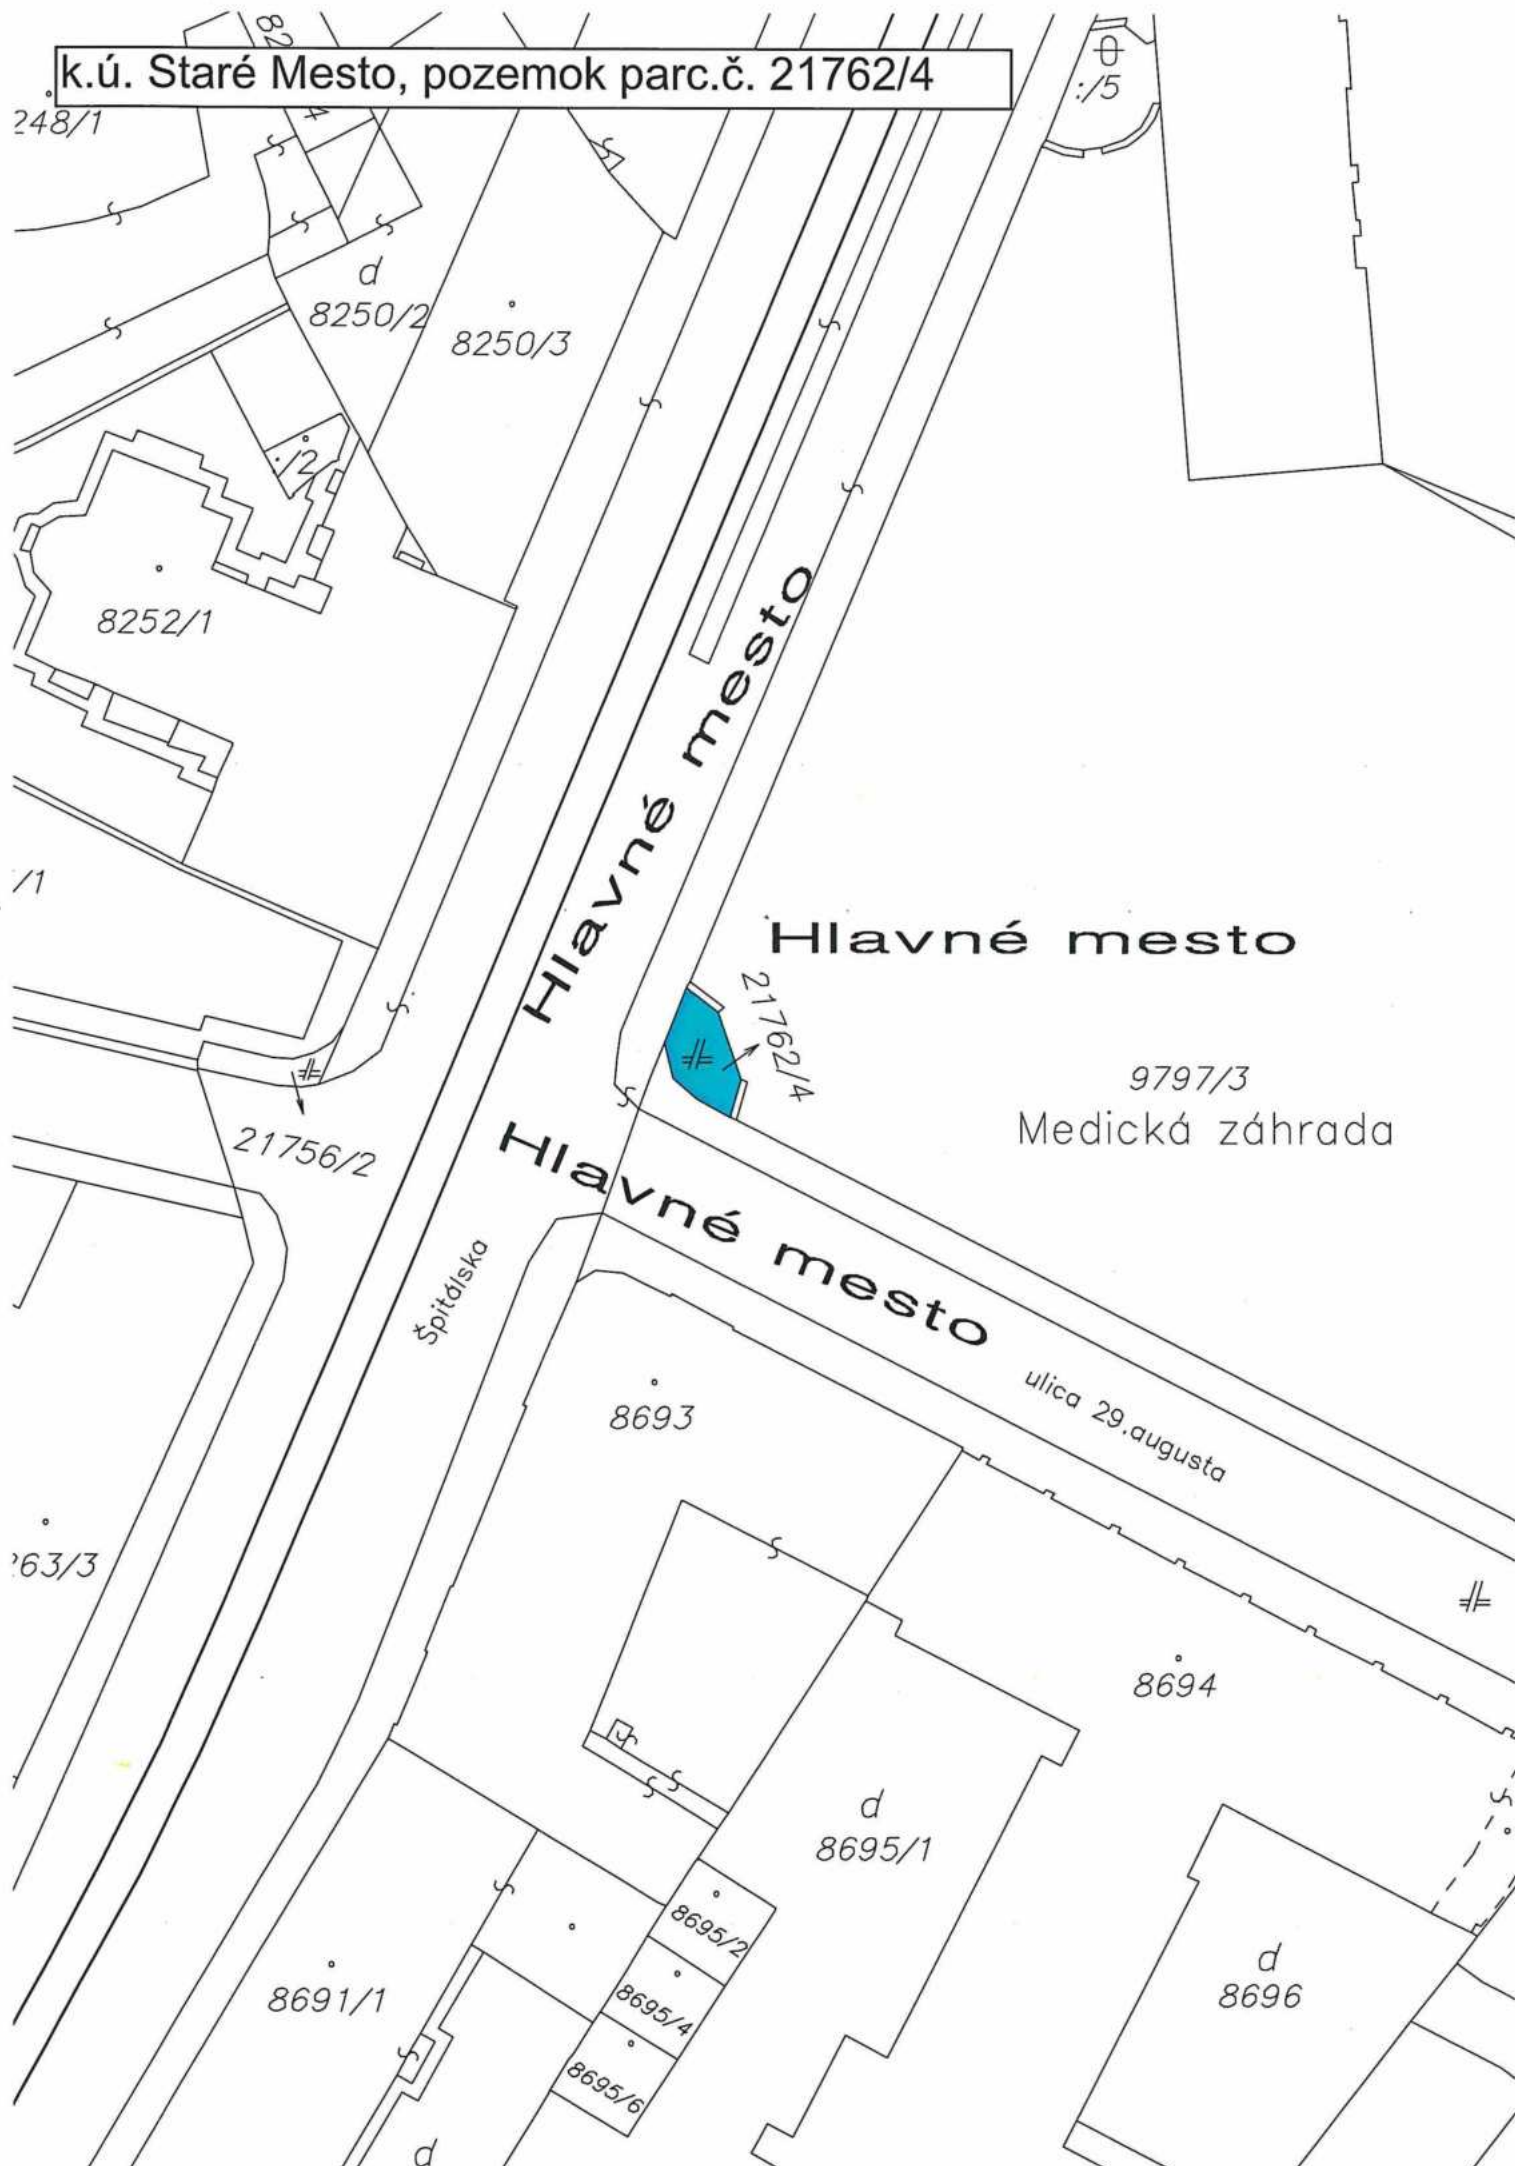 k.ú. Staré Mesto, pozemok parc.č. 21762/4
:/5
248/1
d
8250/2
8250/3
:/2
8252/1
Hlavné mesto
/1
Hlavné mesto
21762/4
9797/3
Medická záhrada
21756/2
Hlavné mesto
Špitálska
ulica 29.augusta
8693
63/3
8694
d
8695/1
8695/2
d
8696
8691/1
8695/4
8695/6
d